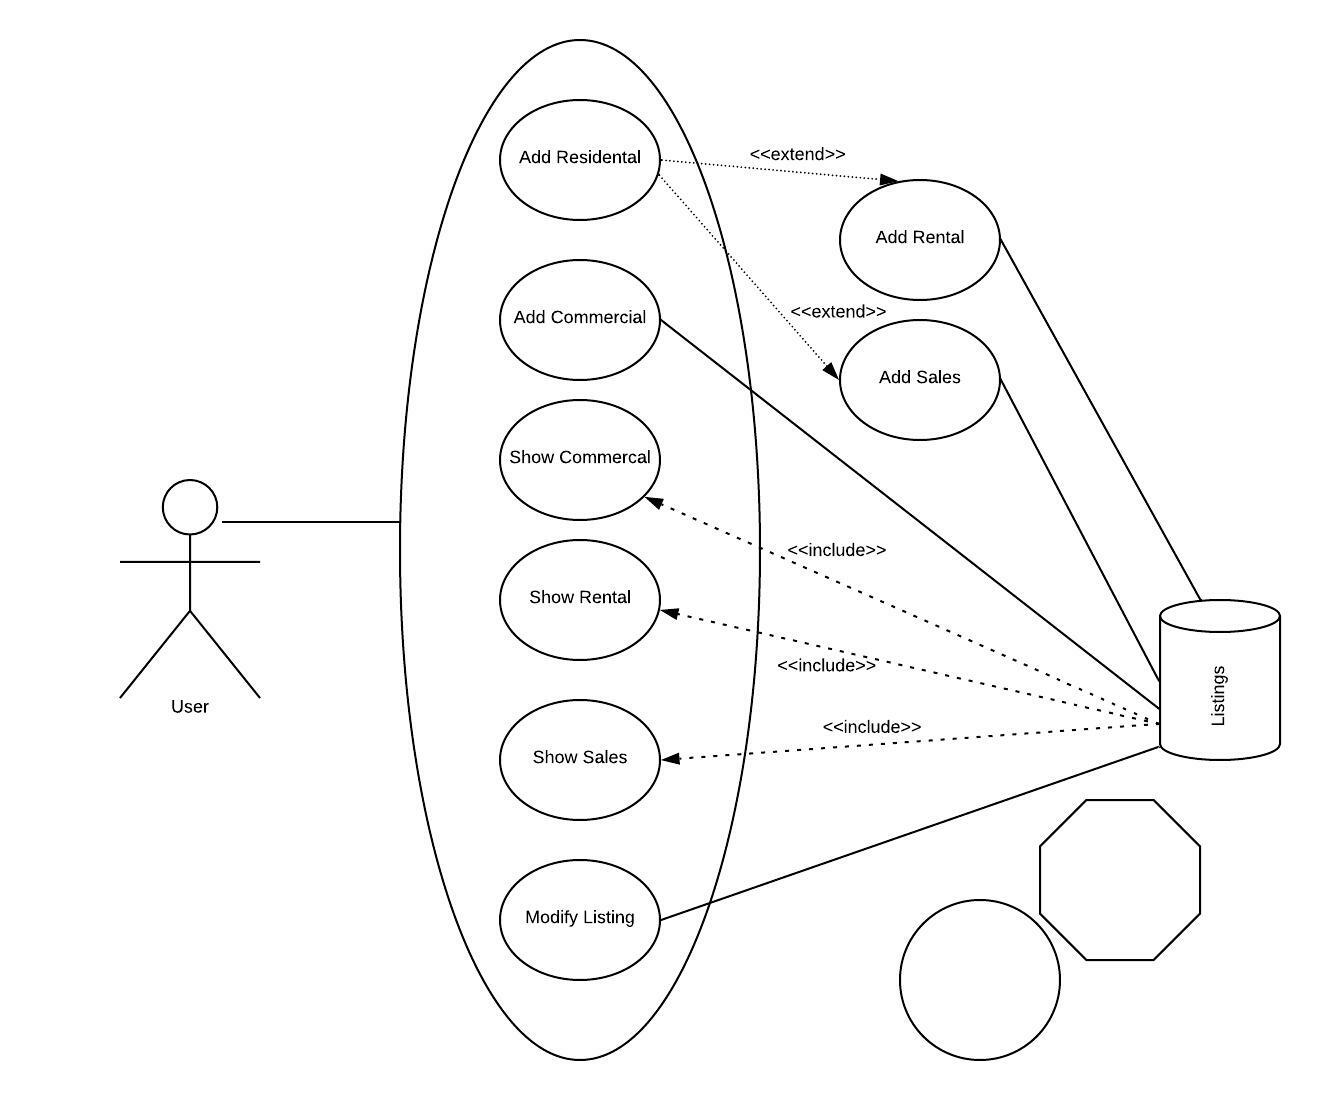 Add Residental
<<extend>>
Add Rental
Add Commercial
<<extend>>
Add Sales
Show Commercal
<<include>>
Show Rental
<<include>>
User
Listings
<<include>>
Show Sales
Modify Listing